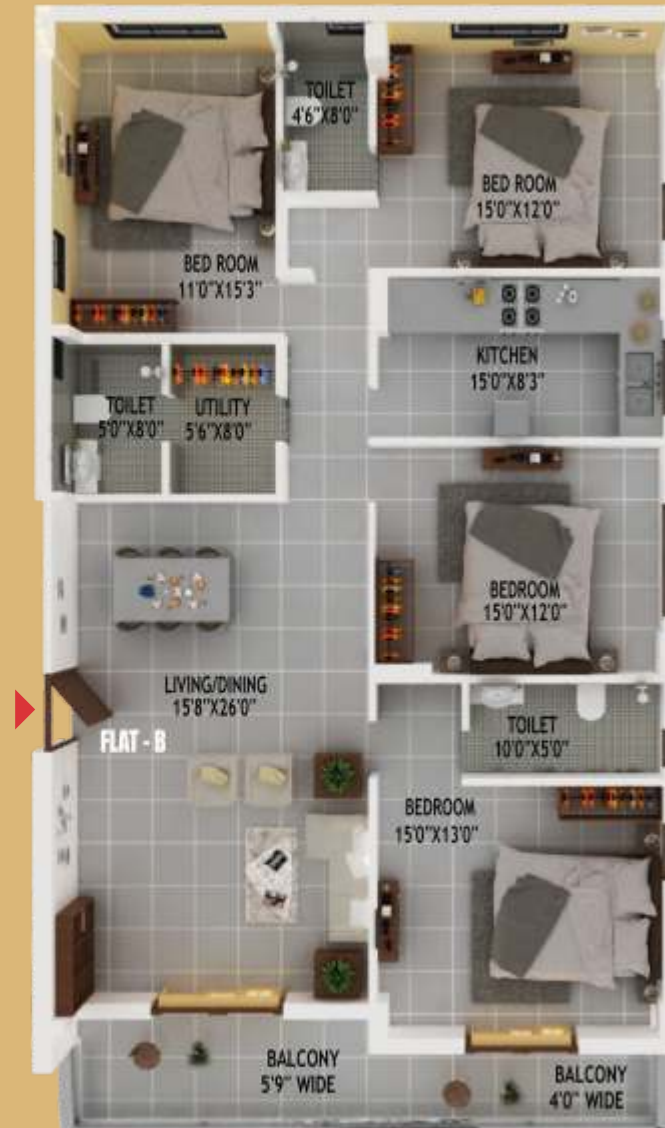 TOILET
4'6"X8'0"
BED ROOM
15'0"X12'0"
BED ROOM
11'0"X15'3"
KITCHEN
15'0"X8'3"
TOILET
5'0"X8'0"
UTILITY
5'6"X8'0"
BEDROOM
15'0"X12'0"
LIVING/DINING
15'8"X26'0"
FLAT - B
TOILET
10'0"X5'0"
BEDROOM
15'0"X13'0"
BALCONY
5'9" WIDE
BALCONY
4'0" WIDE